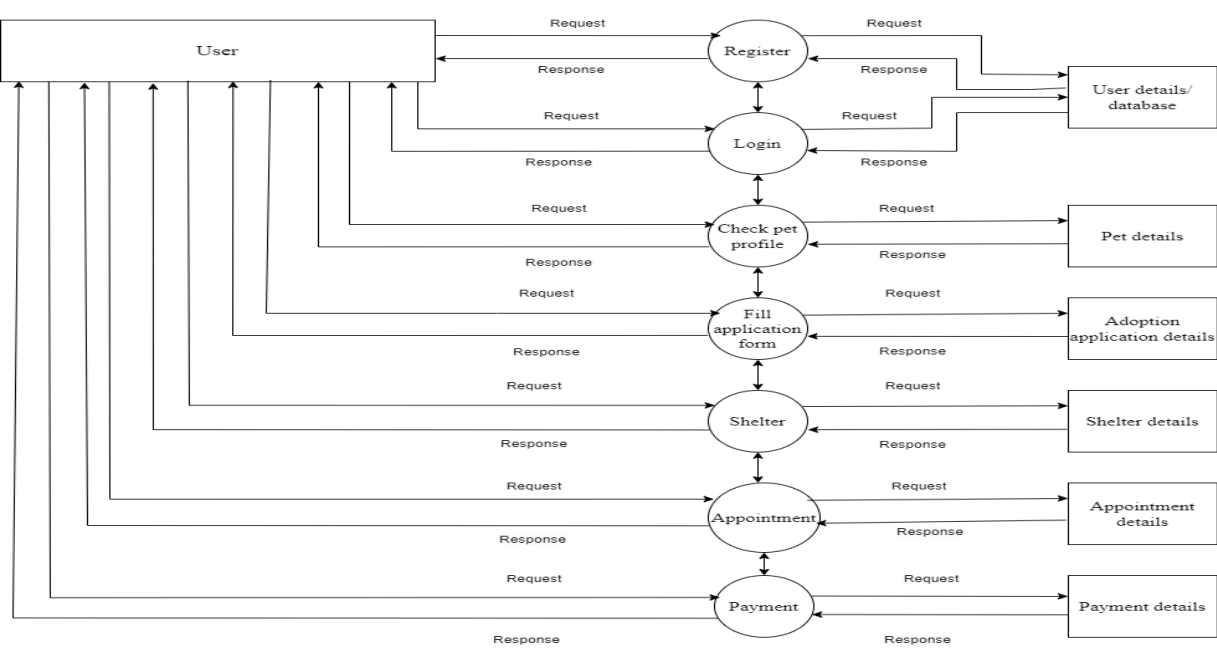 Request
Request
User
Register
Response
Response
User details/
database
Request
Request
Login
Response
Response
Request
Request
Check pet
profile
Pet details
Response
Response
Request
Request
Fill
application
form
Adoption
application details
Response
Response
Request
Request
Shelter
Shelter details
Response
Response
Request
Request
Appointment
Appointment
details
Response
Response
Request
Request
Payment
Payment details
Response
Response